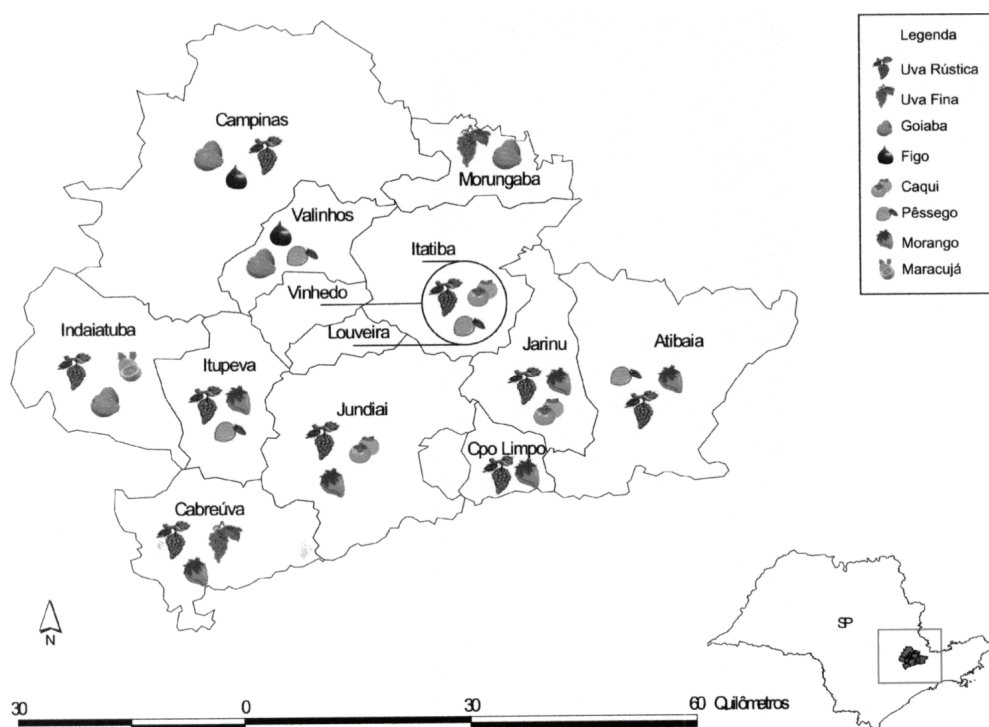 Legenda
Uva Rústica
Uva Fina
Goiaba
Figo
Caqui
Pêssego
Morango
Maracujá
Campinas
Morungaba
Valinhos
Itatiba
Vinhedo
Louveira
Indaiatuba
Itupeva
Jarinu
Atibaia
Jundiai
Cpo Limpo
Cabreúva
N
SP
30 0 30 60 Quilômetros